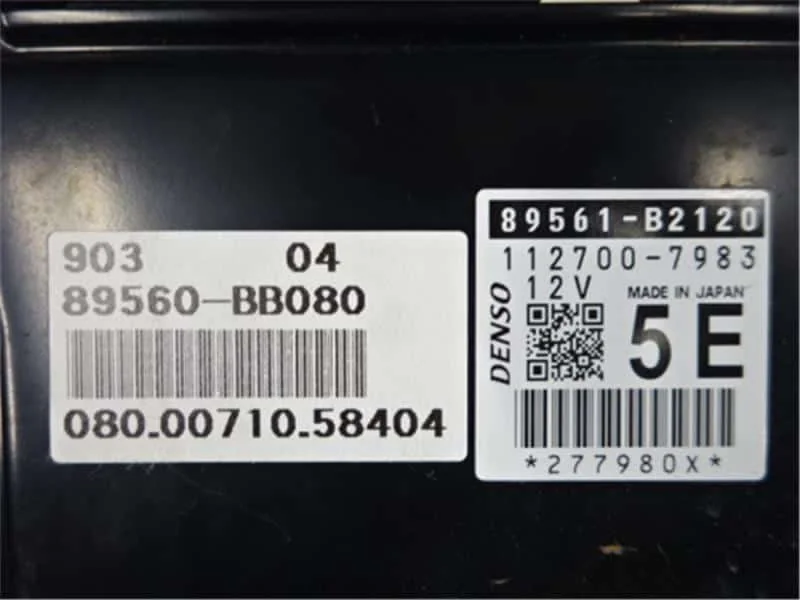 903 04
89560-BB080
080-00710-58404
89561-B2120
112700-7983
12V MADE IN JAPAN
DENSO
5E
*277980X*